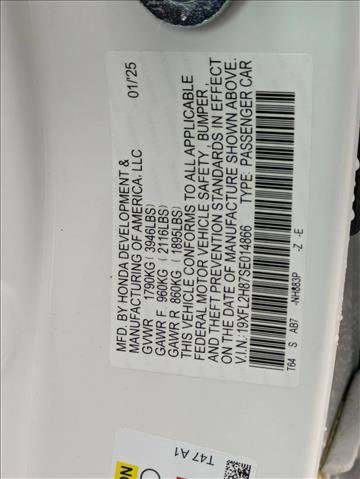 MFD. BY HONDA DEVELOPMENT & 01/'25
MANUFACTURING OF AMERICA, LLC
GVWR 1790KG (3946LBS)
GAWR F 960KG (2116LBS)
GAWR R 860KG (1895LBS)
THIS VEHICLE CONFORMS TO ALL APPLICABLE
FEDERAL MOTOR VEHICLE SAFETY, BUMPER,
AND THEFT PREVENTION STANDARDS IN EFFECT
ON THE DATE OF MANUFACTURE SHOWN ABOVE.
V.I.N.:19XFL2H87SE014866 TYPE: PASSENGER CAR
T64 S AB7 -NH883P -Z -E
T47 A1